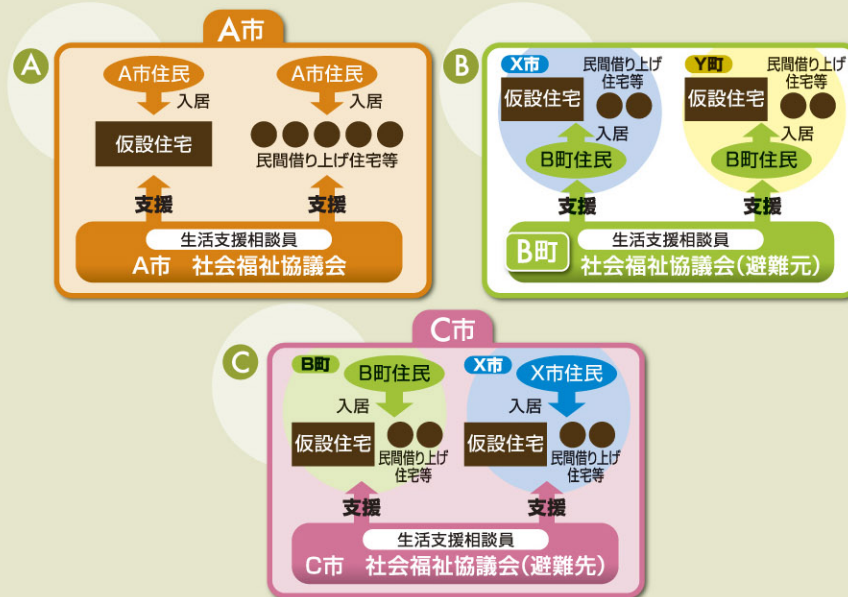 A市
A
A市住民
入居
仮設住宅
支援
A市住民
入居
民間借り上げ住宅等
支援
生活支援相談員
A市 社会福祉協議会
B
X市
民間借り上げ
住宅等
仮設住宅
入居
B町住民
支援
Y町
民間借り上げ
住宅等
仮設住宅
入居
B町住民
支援
生活支援相談員
B町 社会福祉協議会(避難元)
C市
C
B町
B町住民
入居
仮設住宅
民間借り上げ
住宅等
支援
X市
X市住民
入居
仮設住宅
民間借り上げ
住宅等
支援
生活支援相談員
C市 社会福祉協議会(避難先)